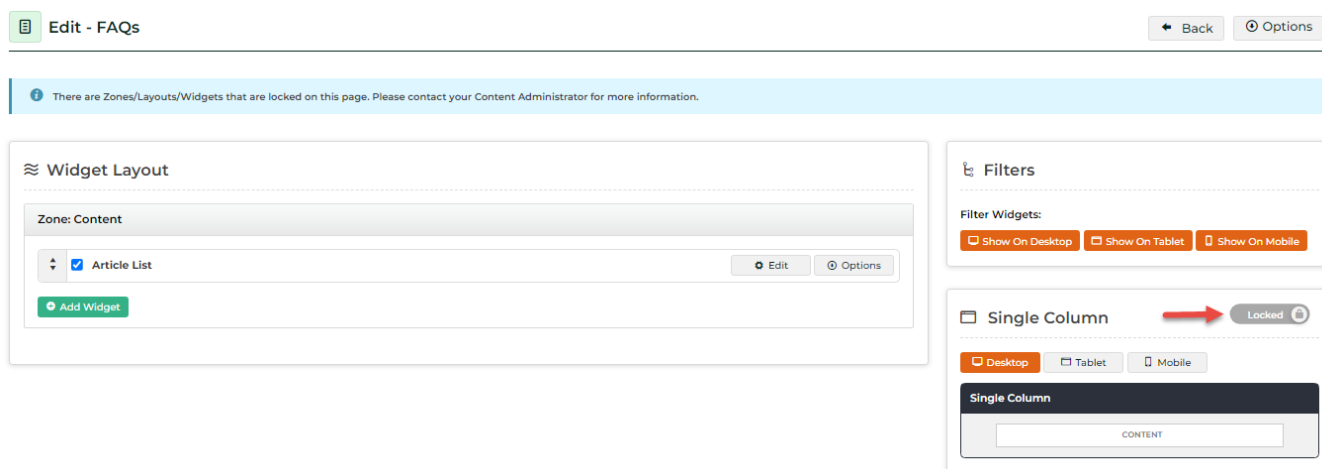 Edit - FAQs
Back
Options
There are Zones/Layouts/Widgets that are locked on this page. Please contact your Content Administrator for more information.
Widget Layout
Zone: Content
Article List
Edit
Options
Add Widget
Filters
Filter Widgets:
Show On Desktop
Show On Tablet
Show On Mobile
Single Column
Locked
Desktop
Tablet
Mobile
Single Column
CONTENT